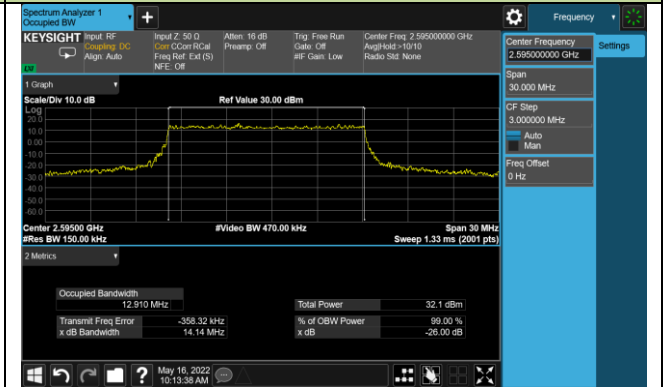 Spectrum Analyzer 1
Occupied BW
+
Frequency
KEYSIGHT
Input: RF
Coupling: DC
Align: Auto
Input Z: 50 Ω
Corr CCorr RCal
Freq Ref: Ext (S)
NFE: Off
Atten: 16 dB
Preamp: Off
Trig: Free Run
Gate: Off
#IF Gain: Low
Center Freq: 2.595000000 GHz
Avg|Hold:>10/10
Radio Std: None
LXI
Center Frequency
2.595000000 GHz
Settings
Span
30.000 MHz
CF Step
3.000000 MHz
Auto
Man
Freq Offset
0 Hz
1 Graph
Scale/Div 10.0 dB
Ref Value 30.00 dBm
Log
20.0
10.0
0.00
-10.0
-20.0
-30.0
-40.0
-50.0
-60.0
Center 2.59500 GHz
#Video BW 470.00 kHz
Span 30 MHz
#Res BW 150.00 kHz
Sweep 1.33 ms (2001 pts)
2 Metrics
Occupied Bandwidth
12.910 MHz
Total Power
32.1 dBm
Transmit Freq Error
-358.32 kHz
% of OBW Power
99.00 %
x dB Bandwidth
14.14 MHz
x dB
-26.00 dB
?
May 16, 2022
10:13:38 AM